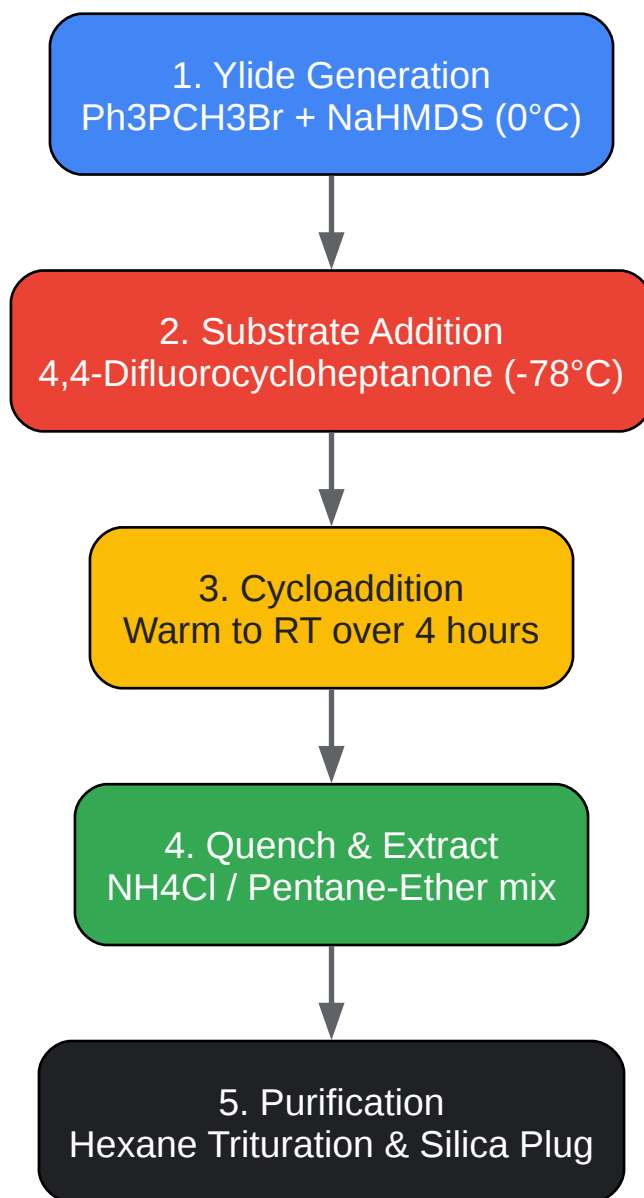 1. Ylide Generation
Ph3PCH3Br + NaHMDS (0°C)
2. Substrate Addition
4,4-Difluorocycloheptanone (-78°C)
3. Cycloaddition
Warm to RT over 4 hours
4. Quench & Extract
NH4Cl / Pentane-Ether mix
5. Purification
Hexane Trituration & Silica Plug